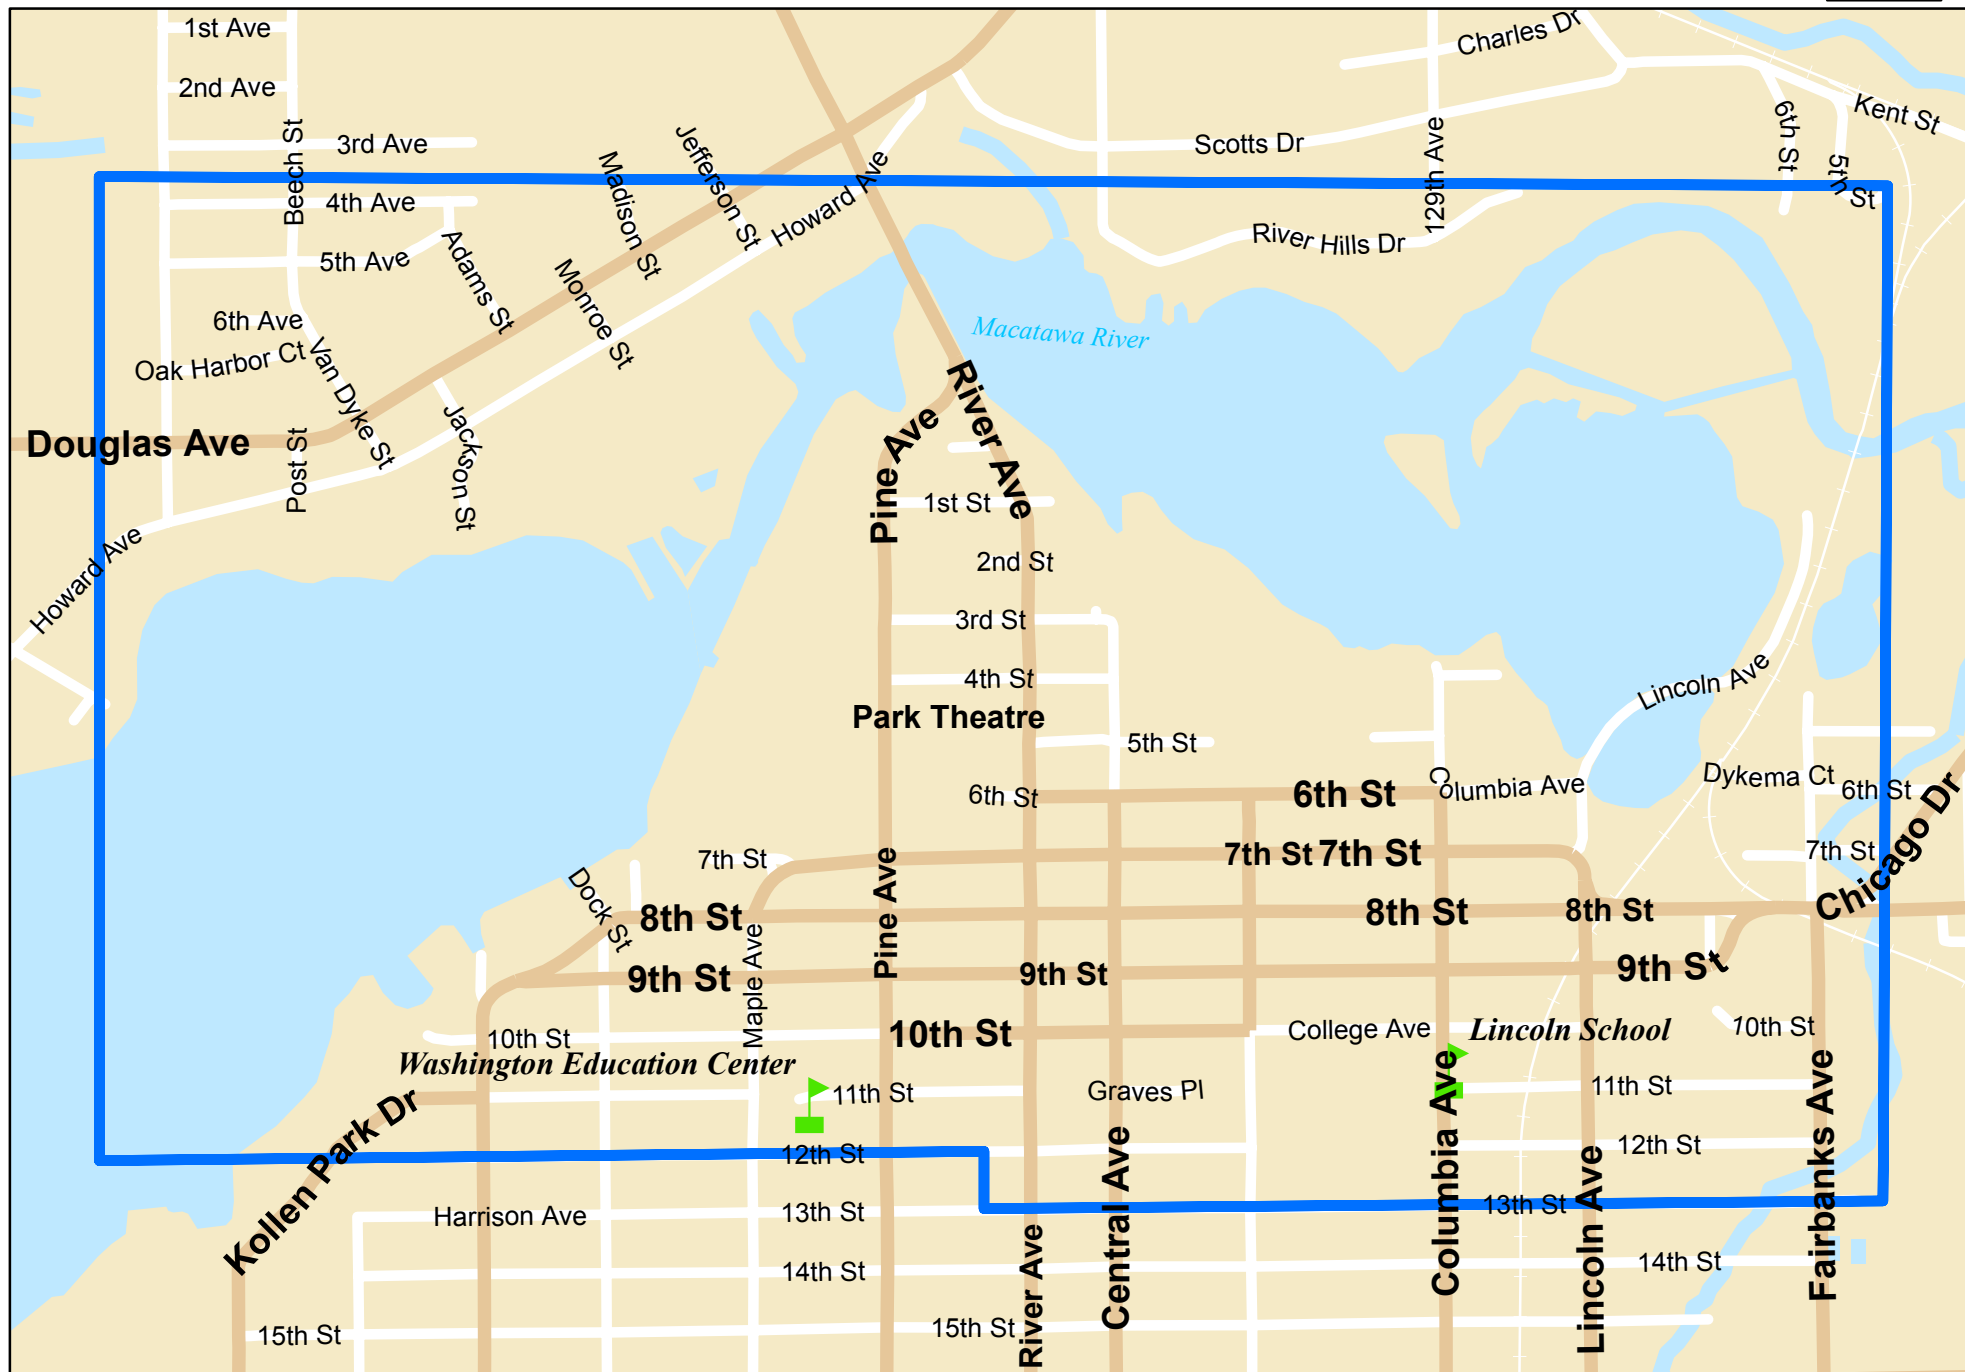 1st Ave
Charles Dr
2nd Ave
Kent St
3rd Ave
Scotts Dr
6th St
5th St
Beech St
Madison St
Jefferson St
Howard Ave
129th Ave
4th Ave
5th Ave
Adams St
Monroe St
River Hills Dr
6th Ave
Macatawa River
Oak Harbor Ct
Van Dyke St
Jackson St
Douglas Ave
Post St
Pine Ave
River Ave
1st St
Howard Ave
2nd St
3rd St
4th St
Lincoln Ave
Park Theatre
5th St
6th St
6th St
Columbia Ave
Dykema Ct
6th St
7th St
7th St
7th St
7th St
Chicago Dr
Dock St
8th St
Pine Ave
8th St
8th St
Maple Ave
9th St
9th St
9th St
10th St
10th St
College Ave
Lincoln School
10th St
Washington Education Center
11th St
Graves Pl
11th St
Kollen Park Dr
12th St
12th St
Central Ave
Columbia Ave
Lincoln Ave
Fairbanks Ave
Harrison Ave
13th St
13th St
River Ave
14th St
14th St
15th St
15th St